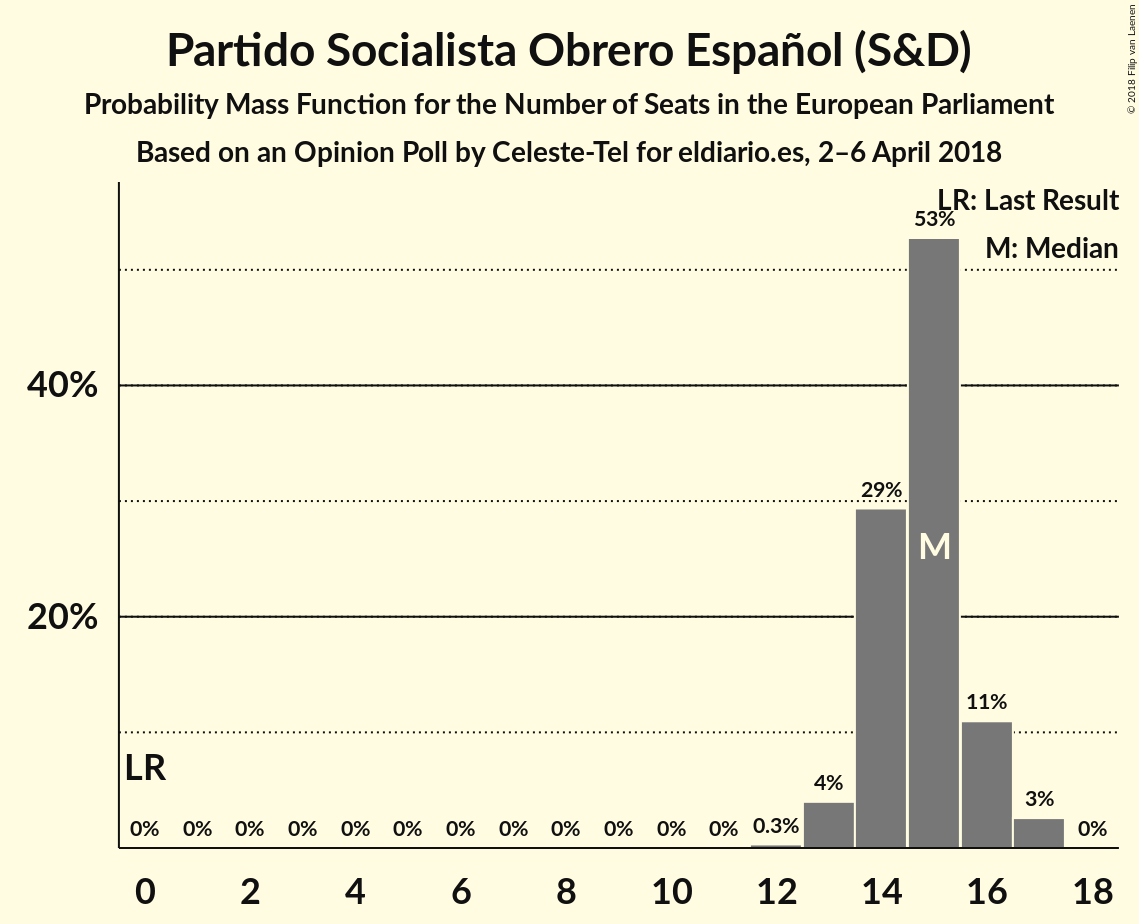 Partido Socialista Obrero Español (S&D)
Probability Mass Function for the Number of Seats in the European Parliament
Based on an Opinion Poll by Celeste-Tel for eldiario.es, 2–6 April 2018
© 2018 Filip van Laenen
LR: Last Result
M: Median
53%
40%
29%
M
20%
11%
LR
4%
3%
0% 0% 0% 0% 0% 0% 0% 0% 0% 0% 0% 0% 0.3% 0%
0 2 4 6 8 10 12 14 16 18